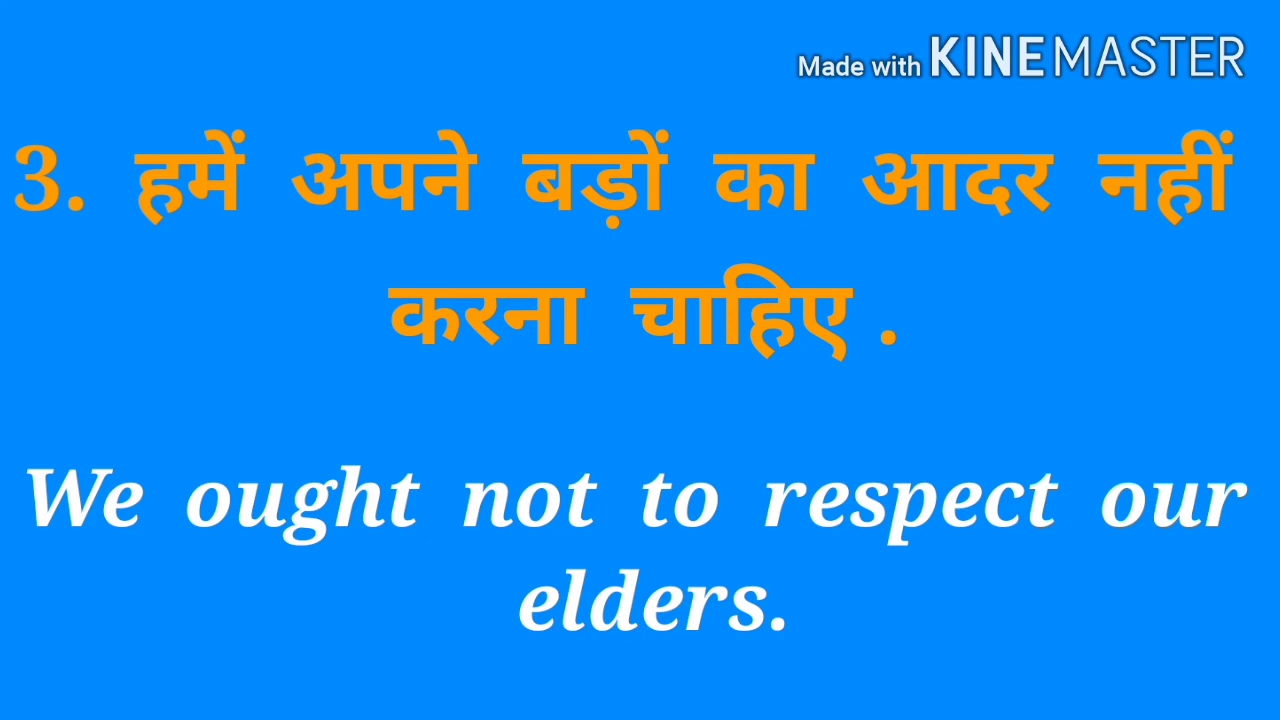 Made with KINEMASTER
3. हमें अपने बड़ों का आदर नहीं
करना चाहिए .
We ought not to respect our
elders.